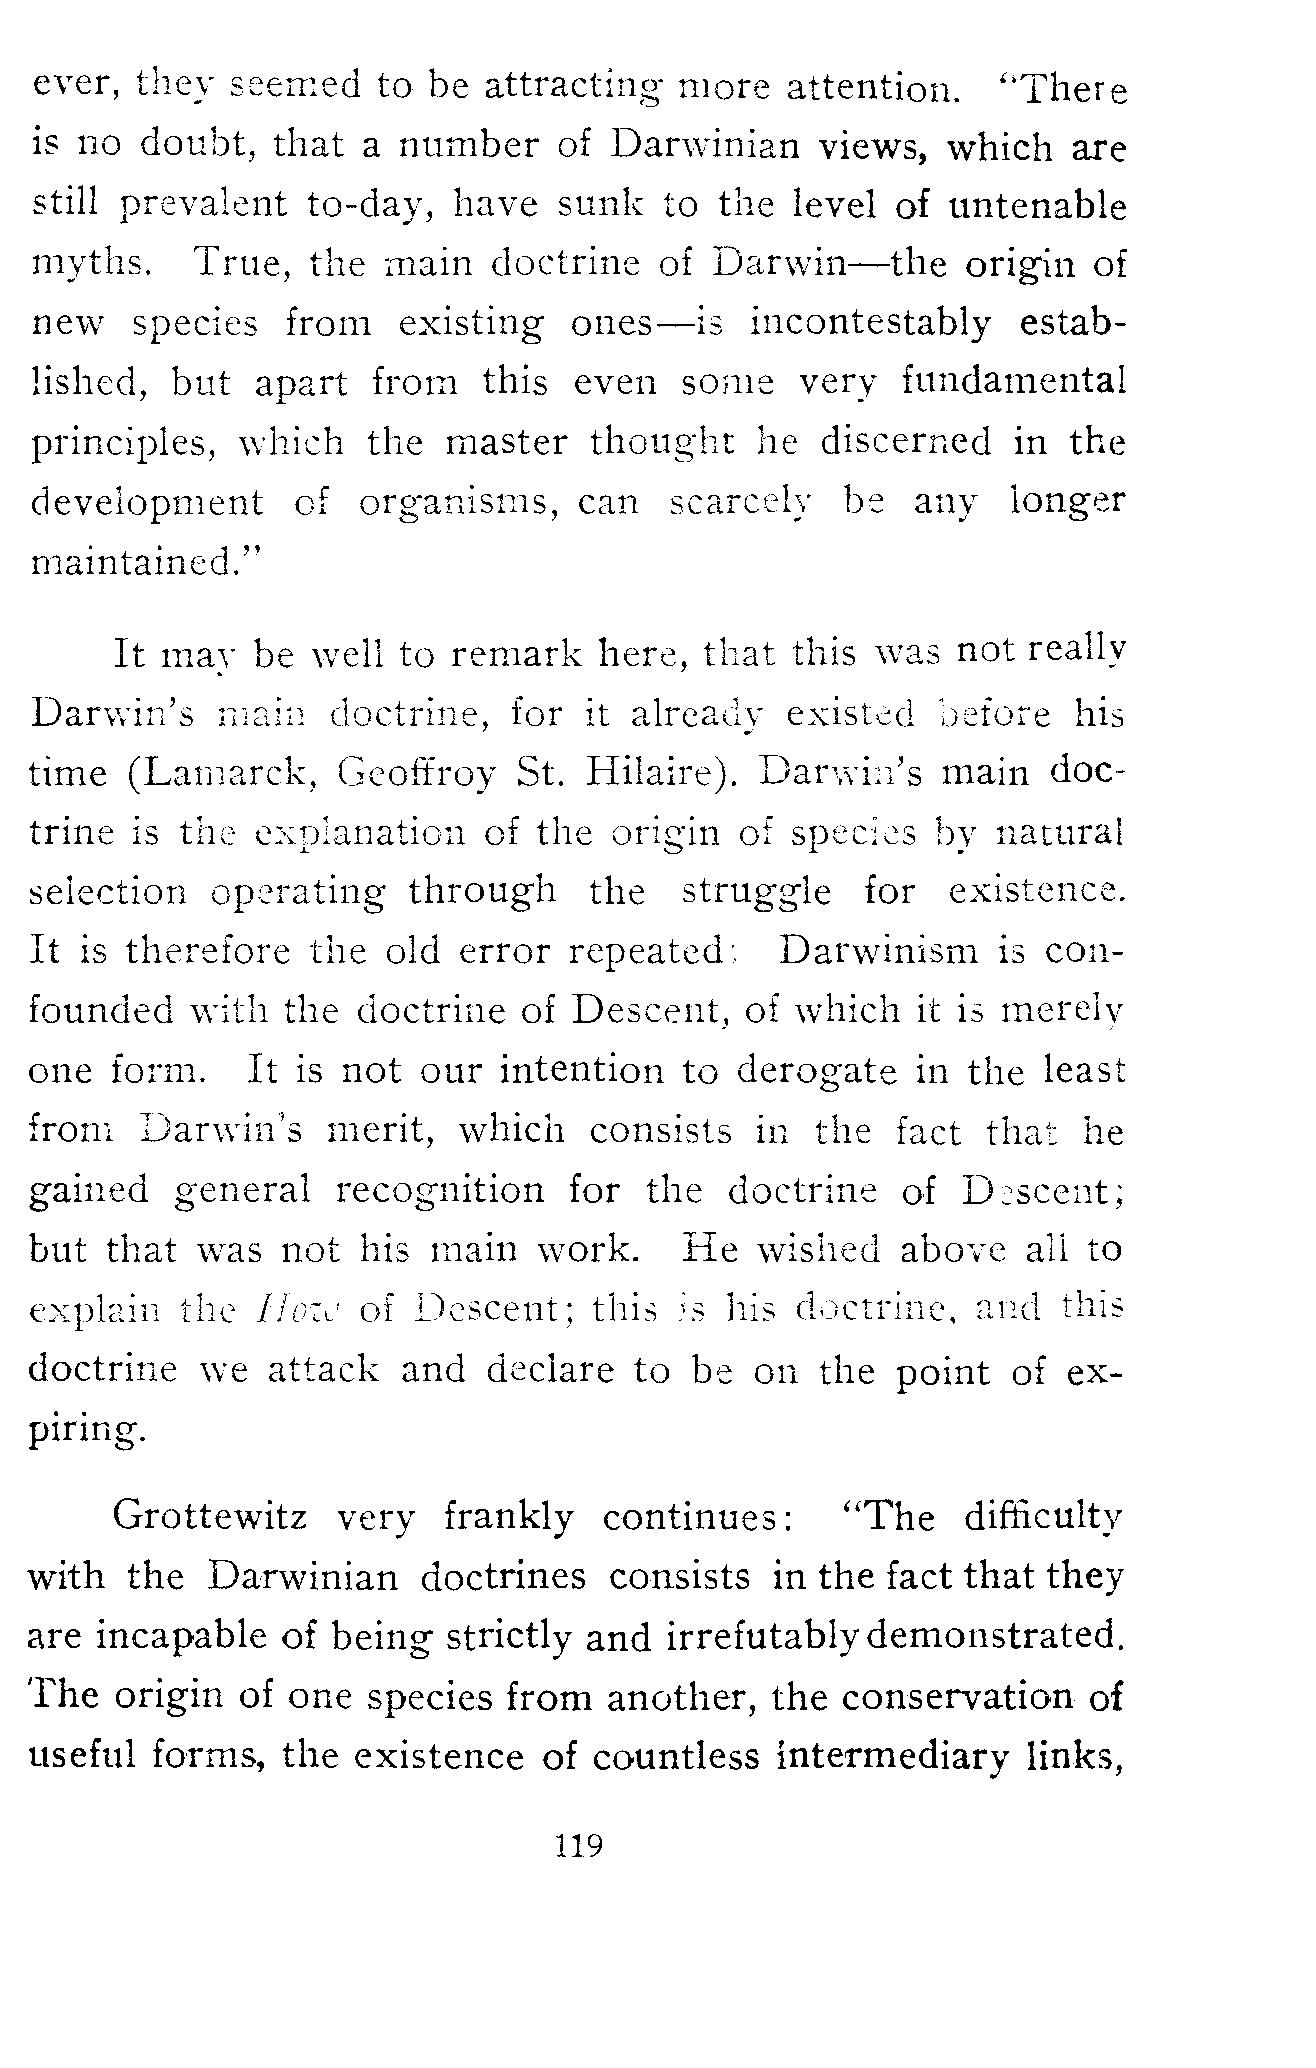 ever, they seemed to be attracting more attention. “There
is no doubt, that a number of Darwinian views, which are
still prevalent to-day, have sunk to the level of untenable
myths. True, the main doctrine of Darwin—the origin of
new species from existing ones—is incontestably estab-
lished, but apart from this even some very fundamental
principles, which the master thought he discerned in the
development of organisms, can scarcely be any longer
maintained.”
It may be well to remark here, that this was not really
Darwin’s main doctrine, for it already existed before his
time (Lamarck, Geoffroy St. Hilaire). Darwin’s main doc-
trine is the explanation of the origin of species by natural
selection operating through the struggle for existence.
It is therefore the old error repeated: Darwinism is con-
founded with the doctrine of Descent, of which it is merely
one form. It is not our intention to derogate in the least
from Darwin’s merit, which consists in the fact that he
gained general recognition for the doctrine of Descent;
but that was not his main work. He wished above all to
explain the How of Descent; this is his doctrine, and this
doctrine we attack and declare to be on the point of ex-
piring.
Grottewitz very frankly continues: “The difficulty
with the Darwinian doctrines consists in the fact that they
are incapable of being strictly and irrefutably demonstrated.
The origin of one species from another, the conservation of
useful forms, the existence of countless intermediary links,
119